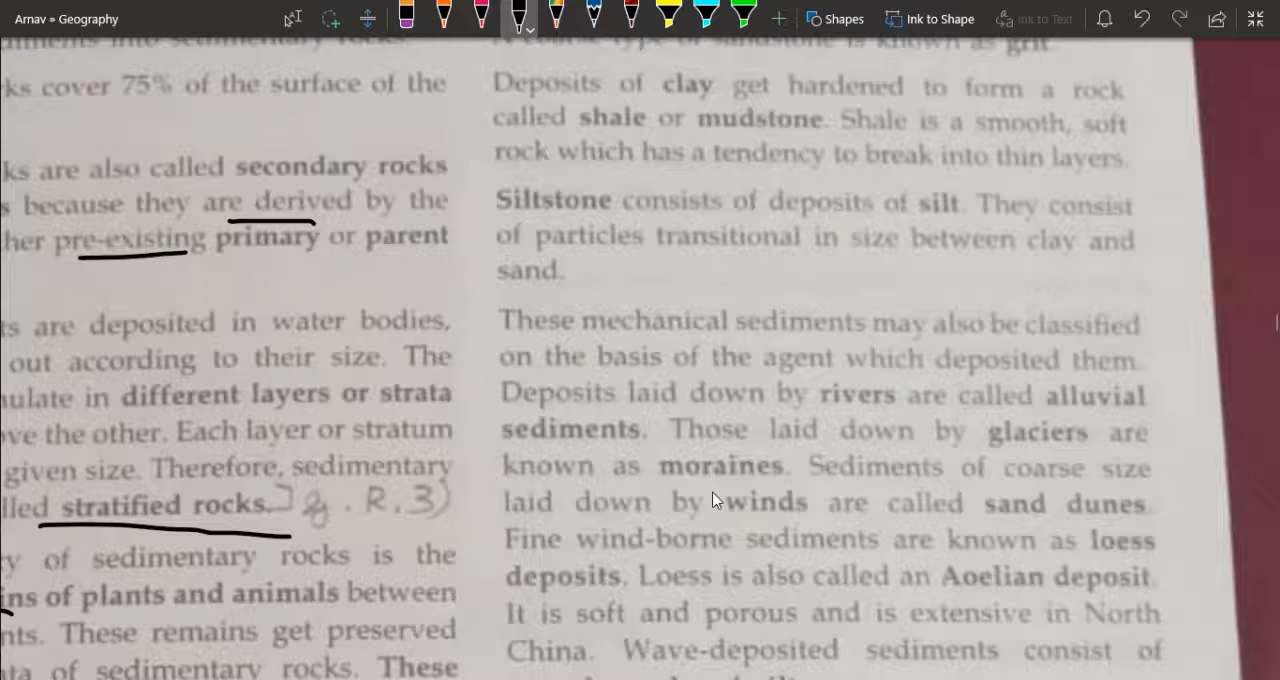 Arnav » Geography
Shapes
Ink to Shape
Ink to Text
ks cover 75% of the surface of the
ks are also called secondary rocks
s because they are derived by the
her pre-existing primary or parent
ts are deposited in water bodies,
out according to their size. The
ulate in different layers or strata
ve the other. Each layer or stratum
given size. Therefore, sedimentary
lled stratified rocks.
R.3)
y of sedimentary rocks is the
ins of plants and animals between
nts. These remains get preserved
ta of sedimentary rocks. These
A coarse type of sandstone is known as grit.
Deposits of clay get hardened to form a rock
called shale or mudstone. Shale is a smooth, soft
rock which has a tendency to break into thin layers.
Siltstone consists of deposits of silt. They consist
of particles transitional in size between clay and
sand.
These mechanical sediments may also be classified
on the basis of the agent which deposited them.
Deposits laid down by rivers are called alluvial
sediments. Those laid down by glaciers are
known as moraines. Sediments of coarse size
laid down by winds are called sand dunes.
Fine wind-borne sediments are known as loess
deposits. Loess is also called an Aoelian deposit.
It is soft and porous and is extensive in North
China. Wave-deposited sediments consist of